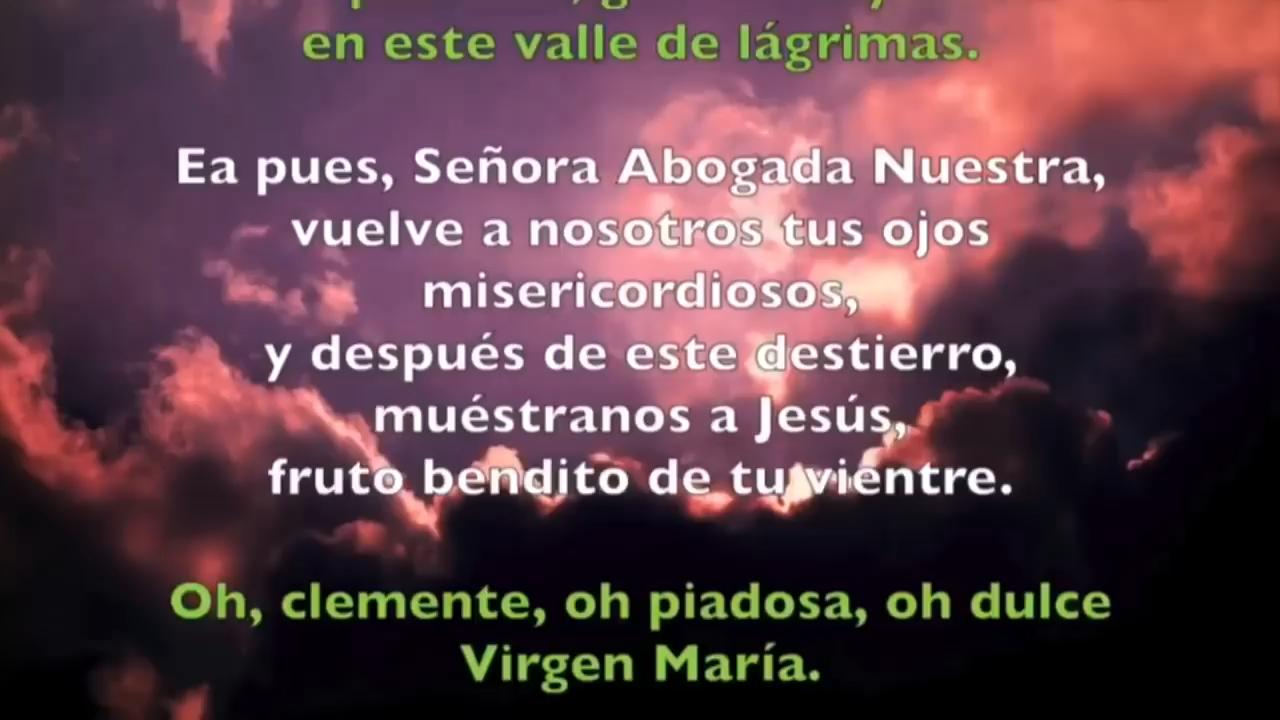 en este valle de lágrimas.
Ea pues, Señora Abogada Nuestra,
vuelve a nosotros tus ojos
misericordiosos,
y después de este destierro,
muéstranos a Jesús,
fruto bendito de tu vientre.
Oh, clemente, oh piadosa, oh dulce
Virgen María.